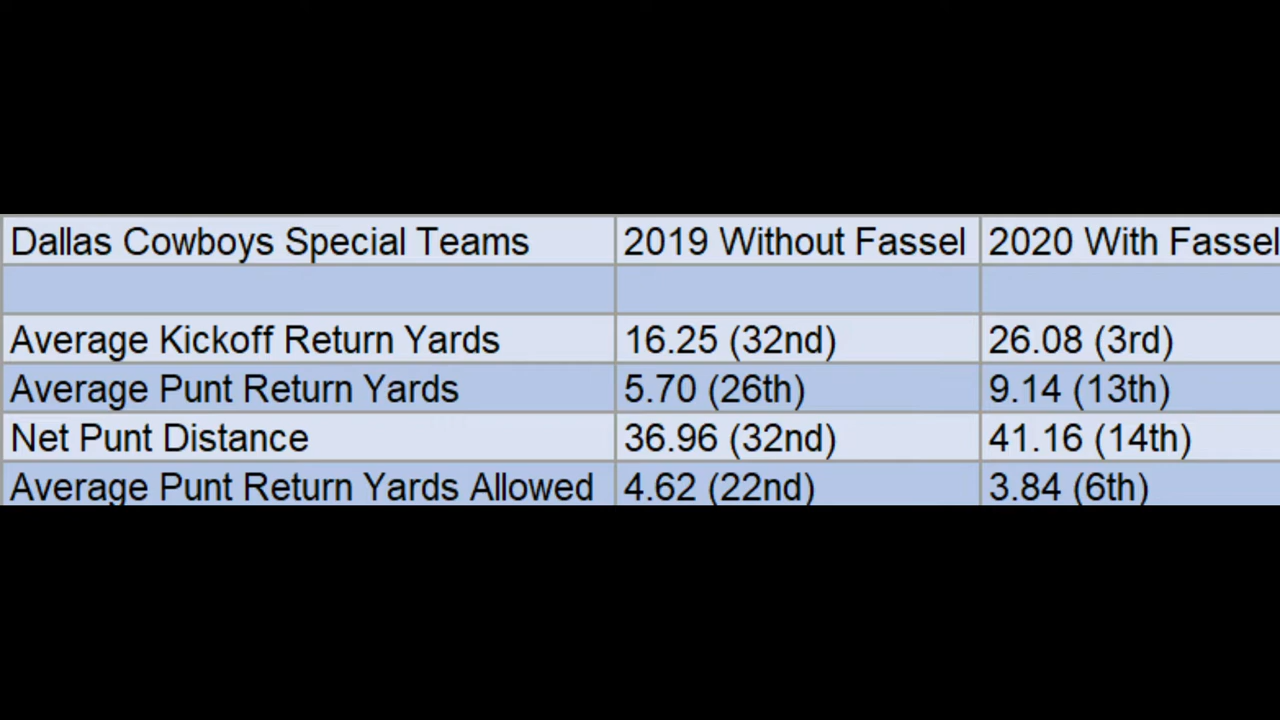 Dallas Cowboys Special Teams 2019 Without Fassel 2020 With Fassel
Average Kickoff Return Yards 16.25 (32nd) 26.08 (3rd)
Average Punt Return Yards 5.70 (26th) 9.14 (13th)
Net Punt Distance 36.96 (32nd) 41.16 (14th)
Average Punt Return Yards Allowed 4.62 (22nd) 3.84 (6th)